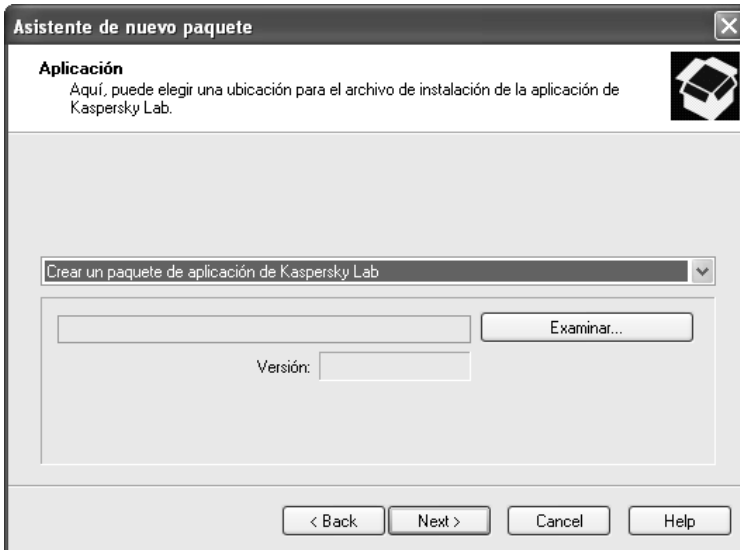 Asistente de nuevo paquete
Aplicación
Aquí, puede elegir una ubicación para el archivo de instalación de la aplicación de
Kaspersky Lab.
Crear un paquete de aplicación de Kaspersky Lab
Examinar...
Versión:
< Back
Next >
Cancel
Help